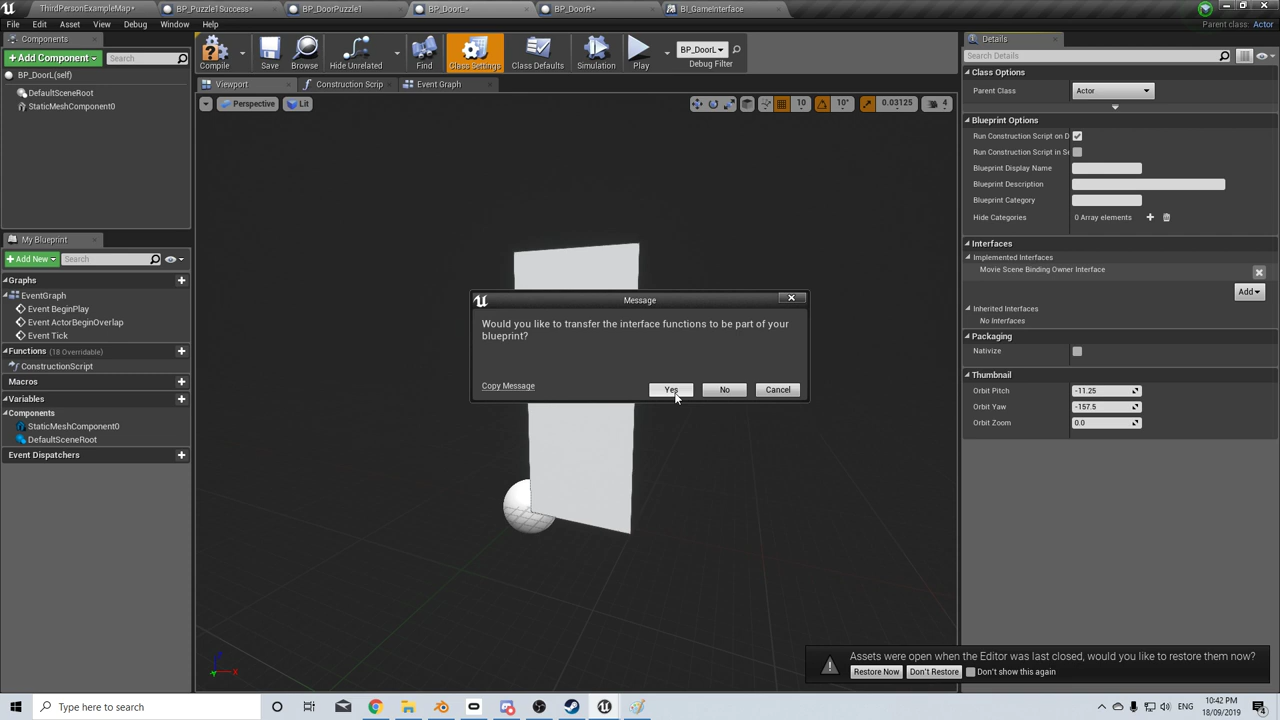 ThirdPersonExampleMap*
BP_Puzzle1Success*
BP_DoorPuzzle1
BP_DoorL*
BP_DoorR*
BI_GameInterface
File Edit Asset View Debug Window Help
Parent class: Actor
Components
+ Add Component
Search
BP_DoorL(self)
DefaultSceneRoot
StaticMeshComponent0
Compile
Save
Browse
Hide Unrelated
Find
Class Settings
Class Defaults
Simulation
Play
BP_DoorL
Debug Filter
Viewport
Construction Scrip
Event Graph
Perspective
Lit
10
10°
0.03125
4
My Blueprint
+ Add New
Search
Graphs
EventGraph
Event BeginPlay
Event ActorBeginOverlap
Event Tick
Functions (18 Overridable)
ConstructionScript
Macros
Variables
Components
StaticMeshComponent0
DefaultSceneRoot
Event Dispatchers
Message
Would you like to transfer the interface functions to be part of your
blueprint?
Copy Message
Yes
No
Cancel
Details
Search Details
Class Options
Parent Class
Actor
Blueprint Options
Run Construction Script on D
Run Construction Script in Se
Blueprint Display Name
Blueprint Description
Blueprint Category
Hide Categories
0 Array elements
Interfaces
Implemented Interfaces
Movie Scene Binding Owner Interface
Add
Inherited Interfaces
No Interfaces
Packaging
Nativize
Thumbnail
Orbit Pitch -11.25
Orbit Yaw -157.5
Orbit Zoom 0.0
Assets were open when the Editor was last closed, would you like to restore them now?
Restore Now
Don't Restore
Don't show this again
Type here to search
ENG
10:42 PM
18/09/2019